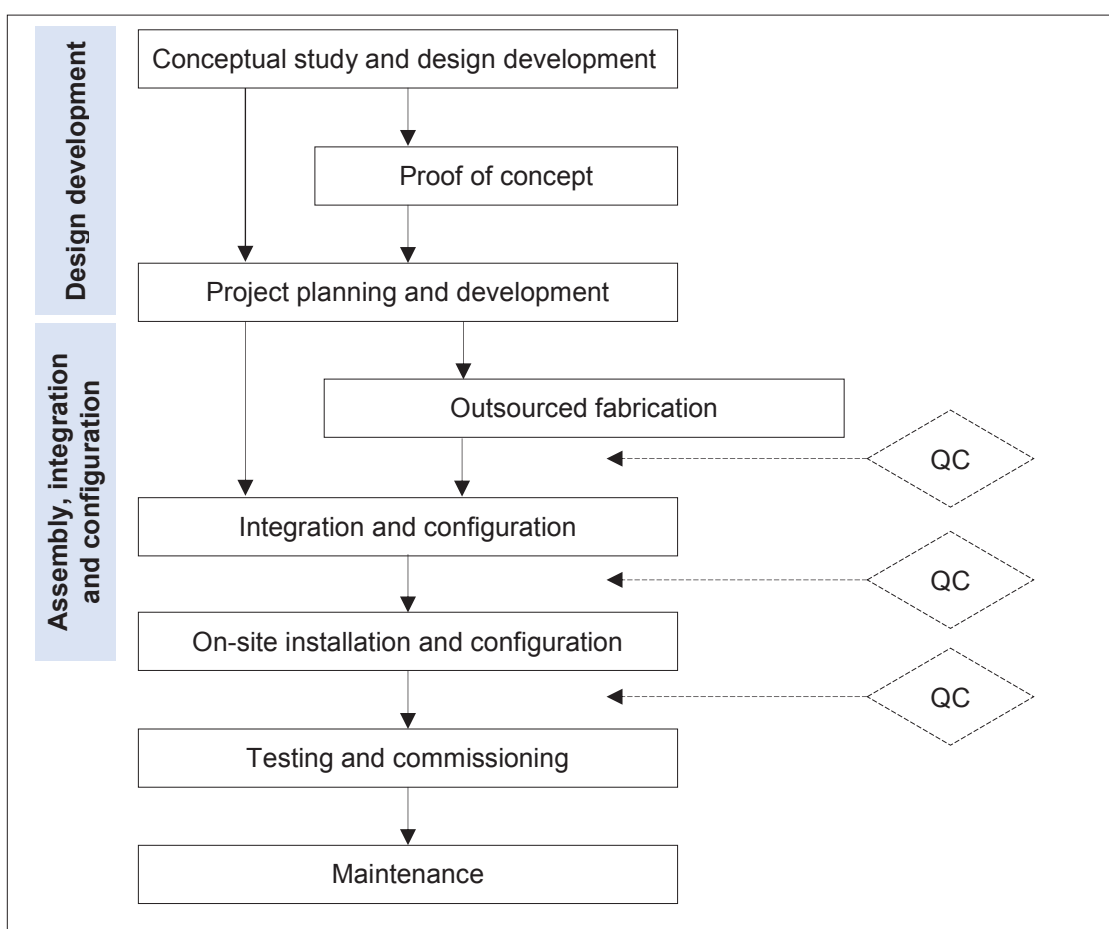 Design development
Conceptual study and design development
Proof of concept
Project planning and development
Assembly, integration
and configuration
Outsourced fabrication
QC
Integration and configuration
QC
On-site installation and configuration
QC
Testing and commissioning
Maintenance